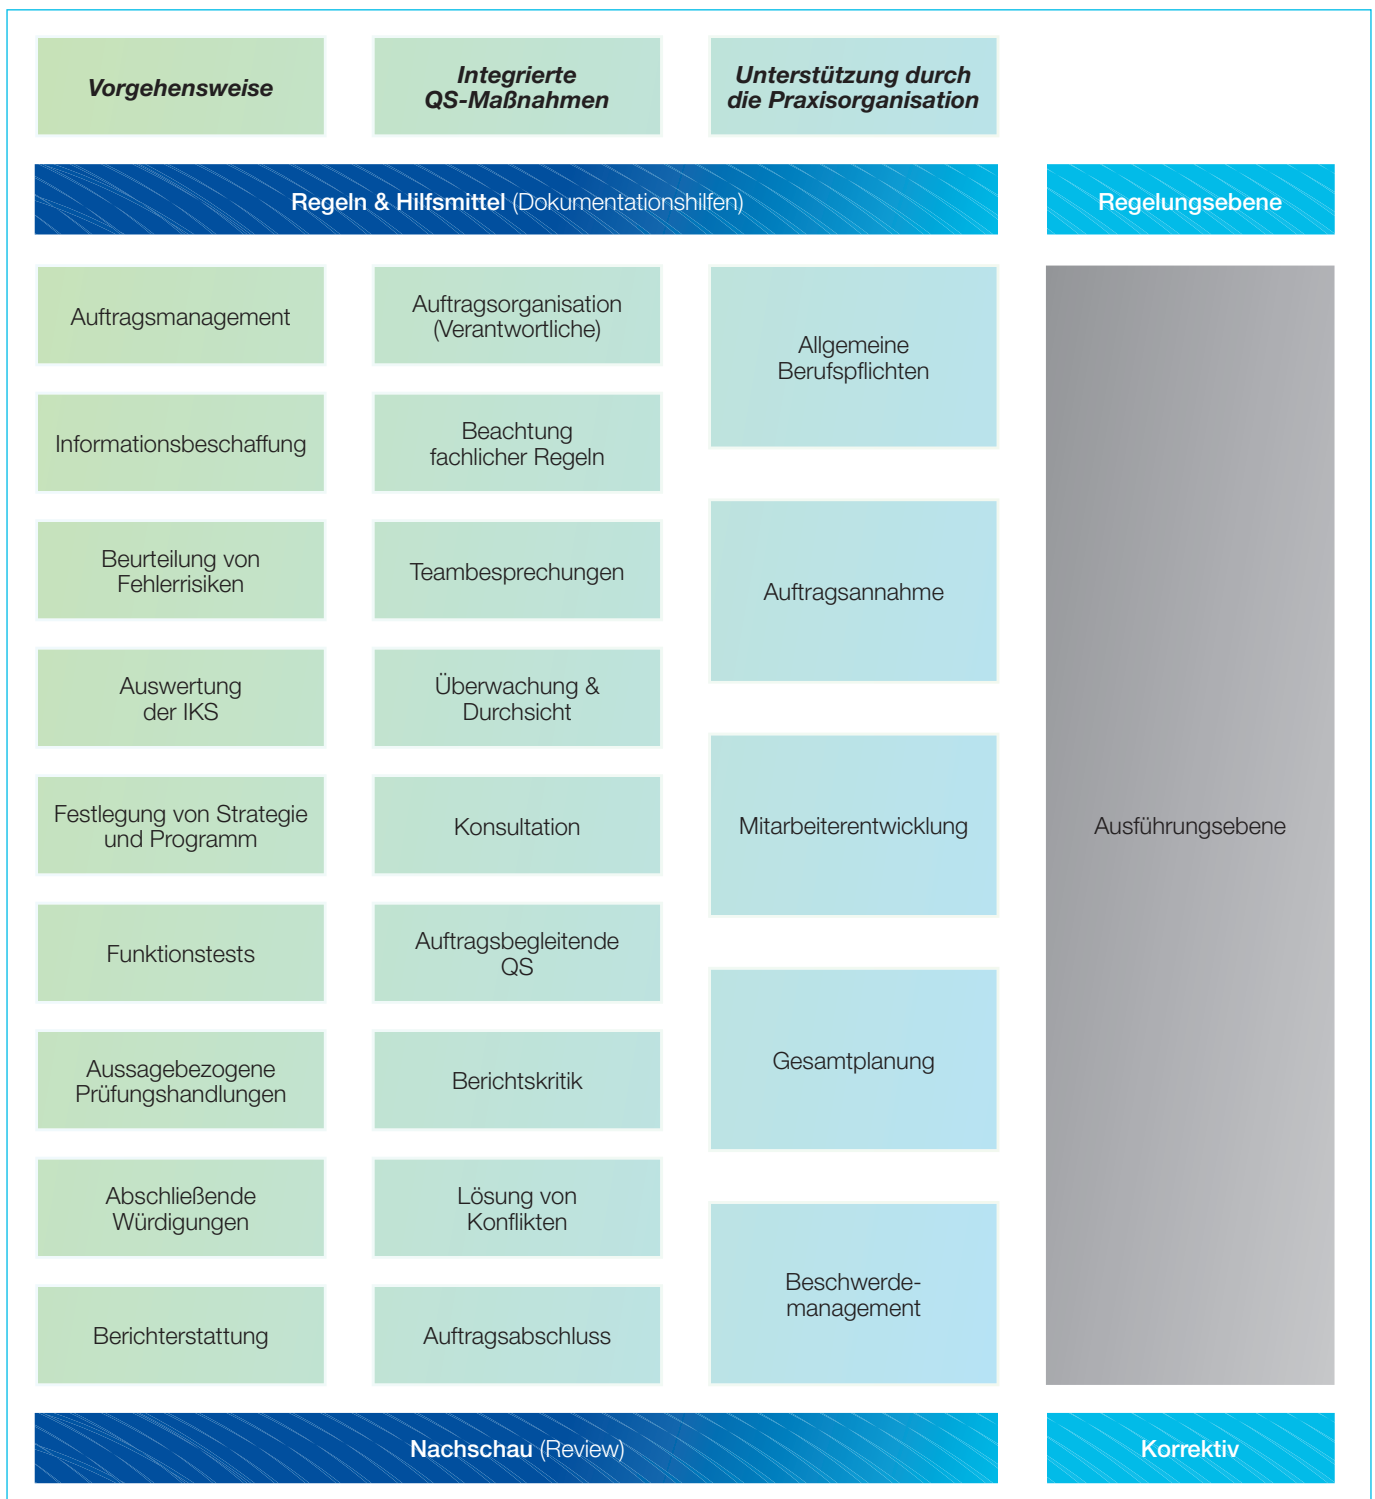 Vorgehensweise
Integrierte
QS-Maßnahmen
Unterstützung durch
die Praxisorganisation
Regeln & Hilfsmittel (Dokumentationshilfen)
Regelungsebene
Auftragsmanagement
Informationsbeschaffung
Beurteilung von
Fehlerrisiken
Auswertung
der IKS
Festlegung von Strategie
und Programm
Funktionstests
Aussagebezogene
Prüfungshandlungen
Abschließende
Würdigungen
Berichterstattung
Auftragsorganisation
(Verantwortliche)
Beachtung
fachlicher Regeln
Teambesprechungen
Überwachung &
Durchsicht
Konsultation
Auftragsbegleitende
QS
Berichtskritik
Lösung von
Konflikten
Auftragsabschluss
Allgemeine
Berufspflichten
Auftragsannahme
Mitarbeiterentwicklung
Gesamtplanung
Beschwerde-
management
Ausführungsebene
Nachschau (Review)
Korrektiv